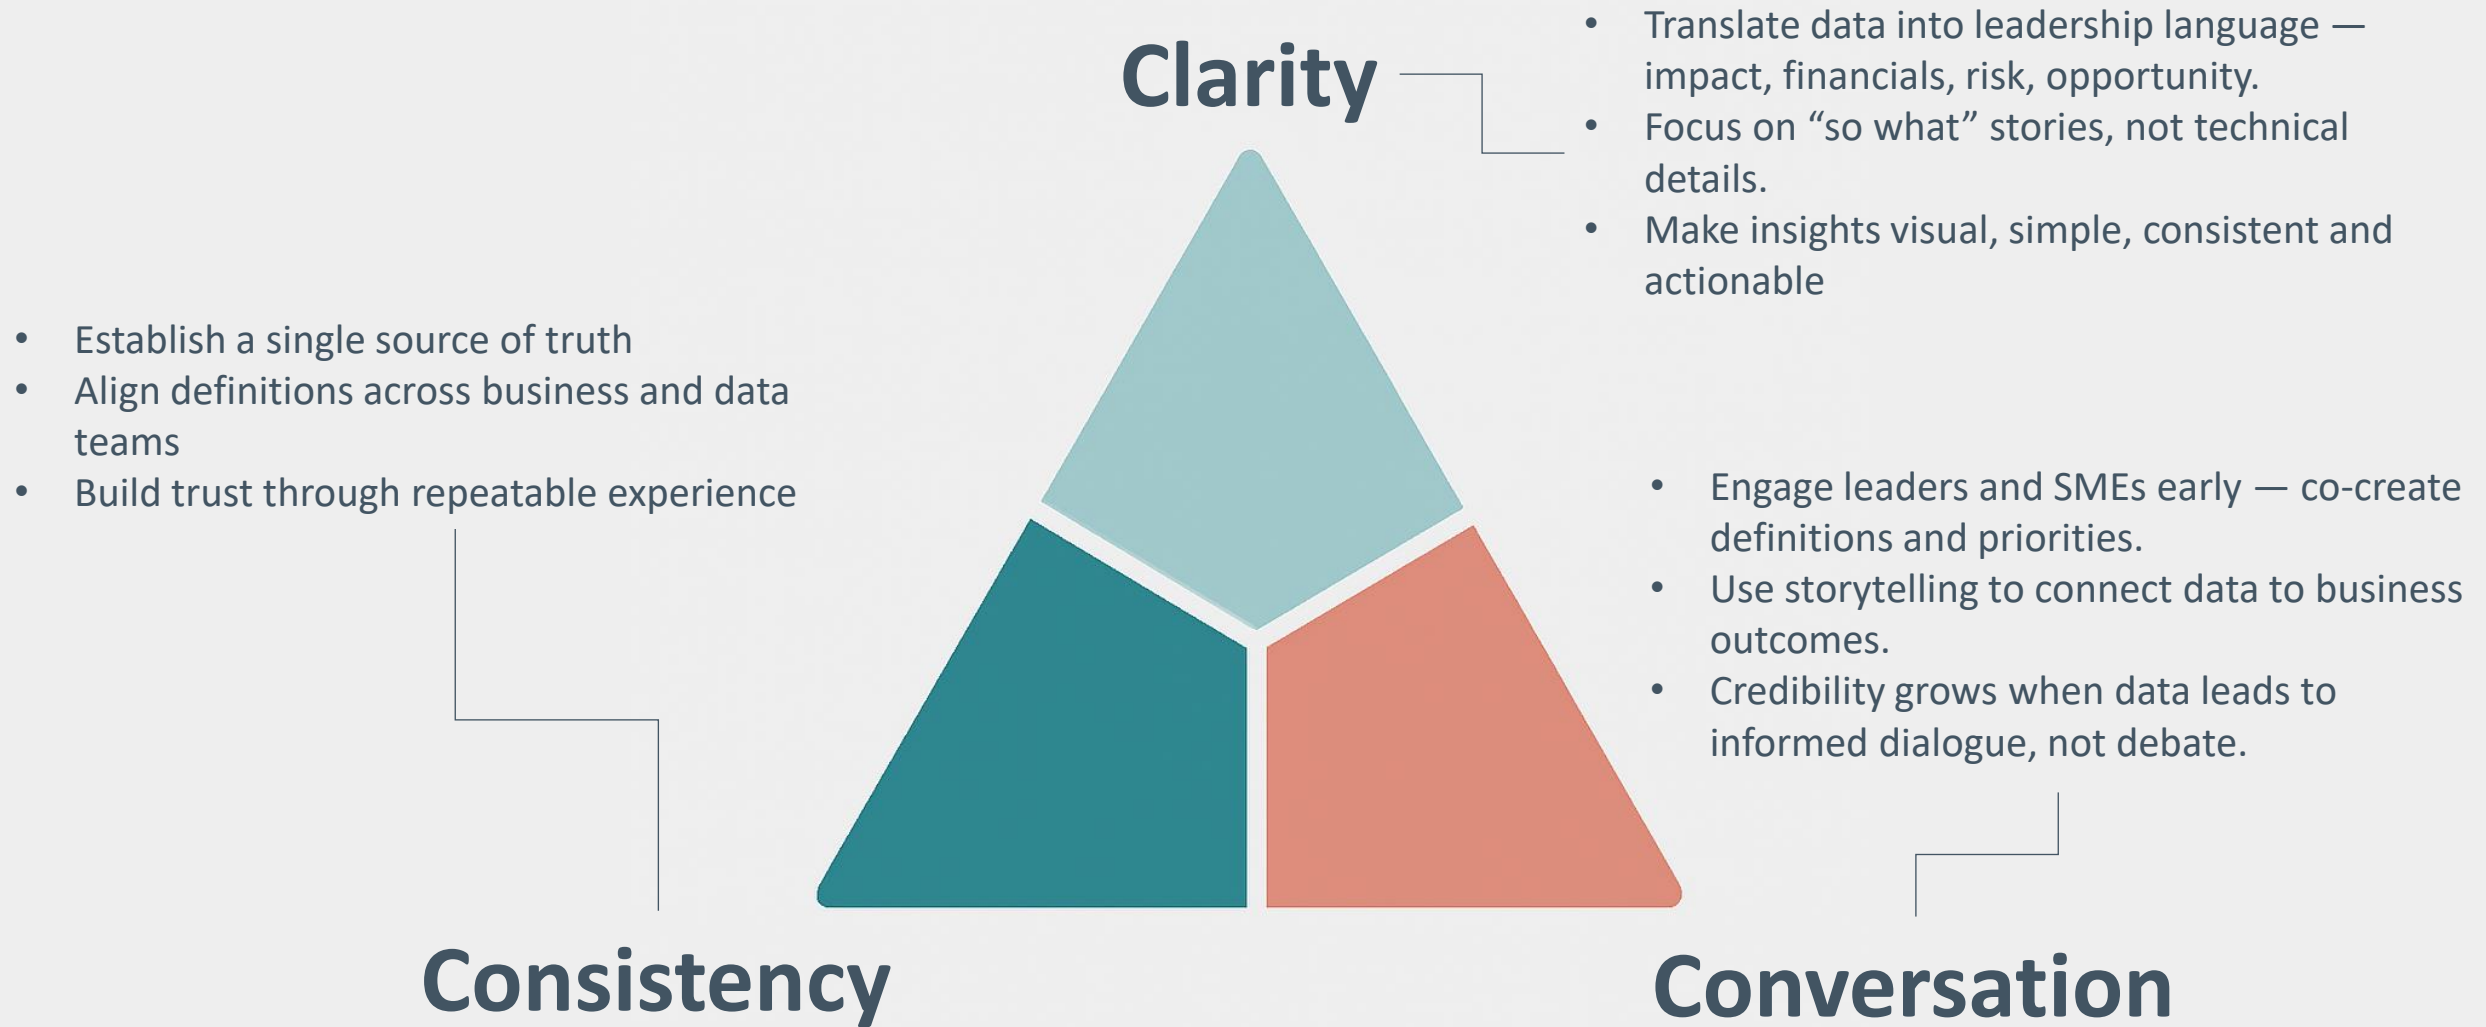 Clarity
• Translate data into leadership language —
impact, financials, risk, opportunity.
• Focus on “so what” stories, not technical
details.
• Make insights visual, simple, consistent and
actionable
• Establish a single source of truth
• Align definitions across business and data
teams
• Build trust through repeatable experience
• Engage leaders and SMEs early — co-create
definitions and priorities.
• Use storytelling to connect data to business
outcomes.
• Credibility grows when data leads to
informed dialogue, not debate.
Consistency
Conversation